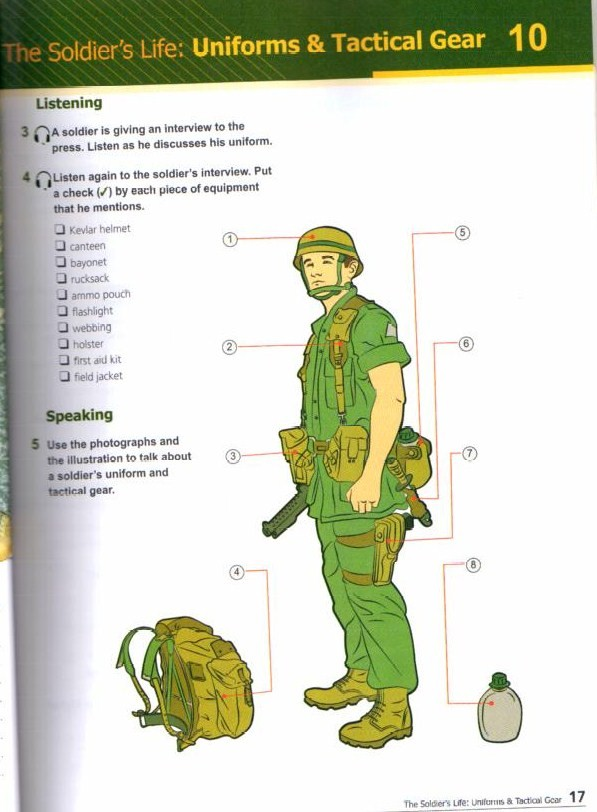 The Soldier's Life: Uniforms & Tactical Gear 10
Listening
3 A soldier is giving an interview to the
press. Listen as he discusses his uniform.
4 Listen again to the soldier's interview. Put
a check (✓) by each piece of equipment
that he mentions.
❑ Kevlar helmet
❑ canteen
❑ bayonet
❑ rucksack
❑ ammo pouch
❑ flashlight
❑ webbing
❑ holster
❑ first aid kit
❑ field jacket
Speaking
5 Use the photographs and
the illustration to talk about
a soldier's uniform and
tactical gear.
1
2
3
4
5
6
7
8
The Soldier's Life: Uniforms & Tactical Gear 17